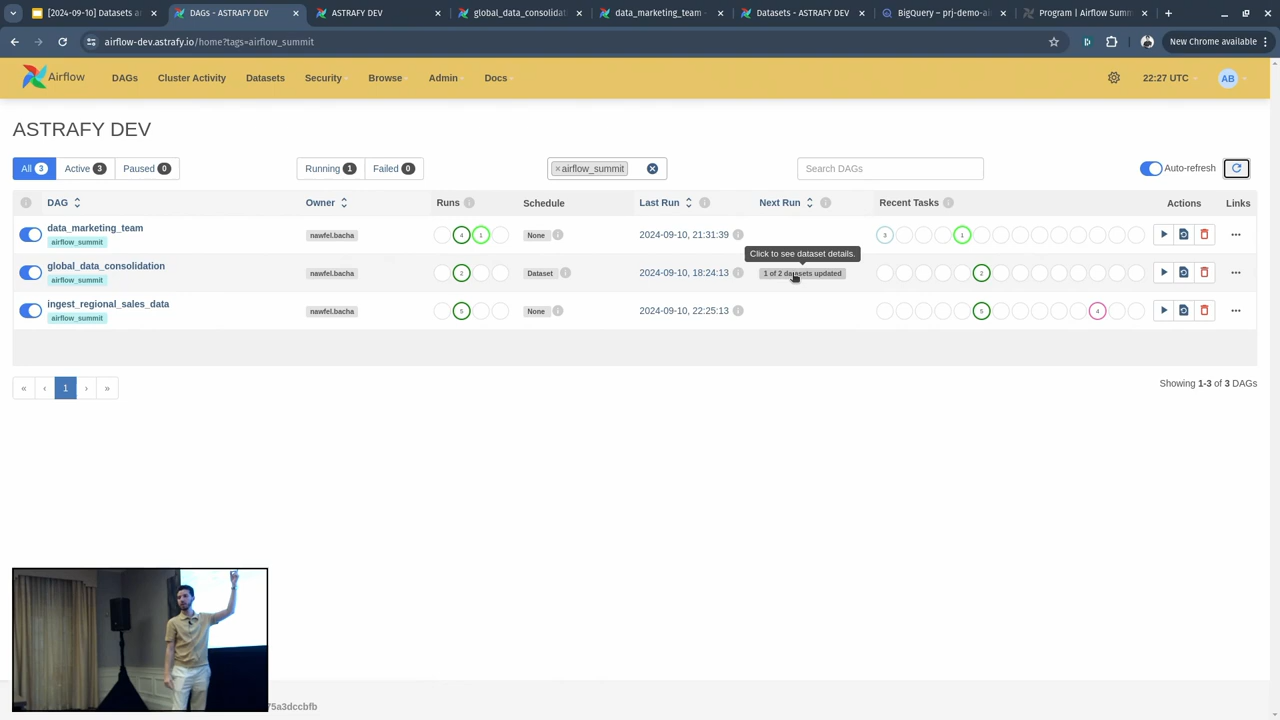 [2024-09-10] Datasets a
DAGs - ASTRAFY DEV
ASTRAFY DEV
global_data_consolidat
data_marketing_team
Datasets - ASTRAFY DEV
BigQuery – prj-demo-ai
Program | Airflow Summ
airflow-dev.astrafy.io/home?tags=airflow_summit
New Chrome available
Airflow
DAGs
Cluster Activity
Datasets
Security
Browse
Admin
Docs
22:27 UTC
AB
ASTRAFY DEV
All 3
Active 3
Paused 0
Running 1
Failed 0
×airflow_summit
Search DAGs
Auto-refresh
DAG
Owner
Runs
Schedule
Last Run
Next Run
Recent Tasks
Actions
Links
data_marketing_team
airflow_summit
nawfel.bacha
4 1
None
2024-09-10, 21:31:39
3 1
Click to see dataset details.
global_data_consolidation
airflow_summit
nawfel.bacha
2
Dataset
2024-09-10, 18:24:13
1 of 2 datasets updated
2
ingest_regional_sales_data
airflow_summit
nawfel.bacha
5
None
2024-09-10, 22:25:13
5 4
« ‹ 1 › »
Showing 1-3 of 3 DAGs
75a3dccbfb